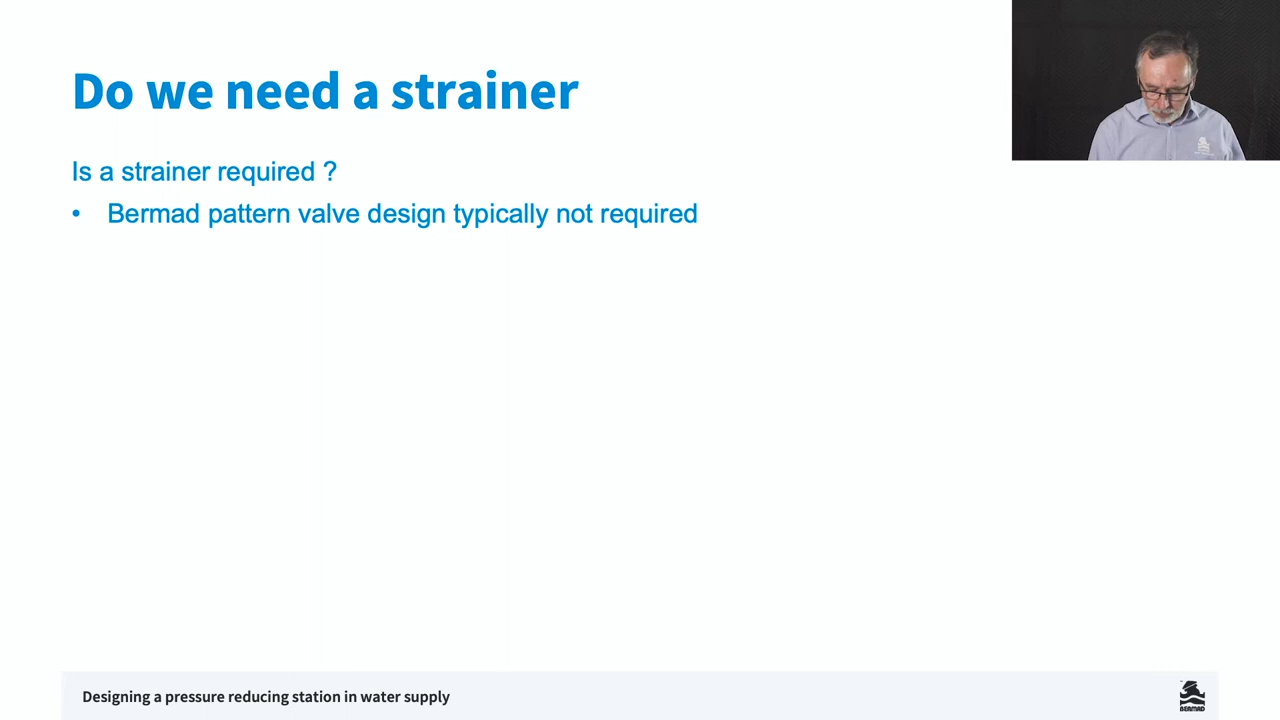 Do we need a strainer
Is a strainer required ?
• Bermad pattern valve design typically not required
Designing a pressure reducing station in water supply
BERMAD